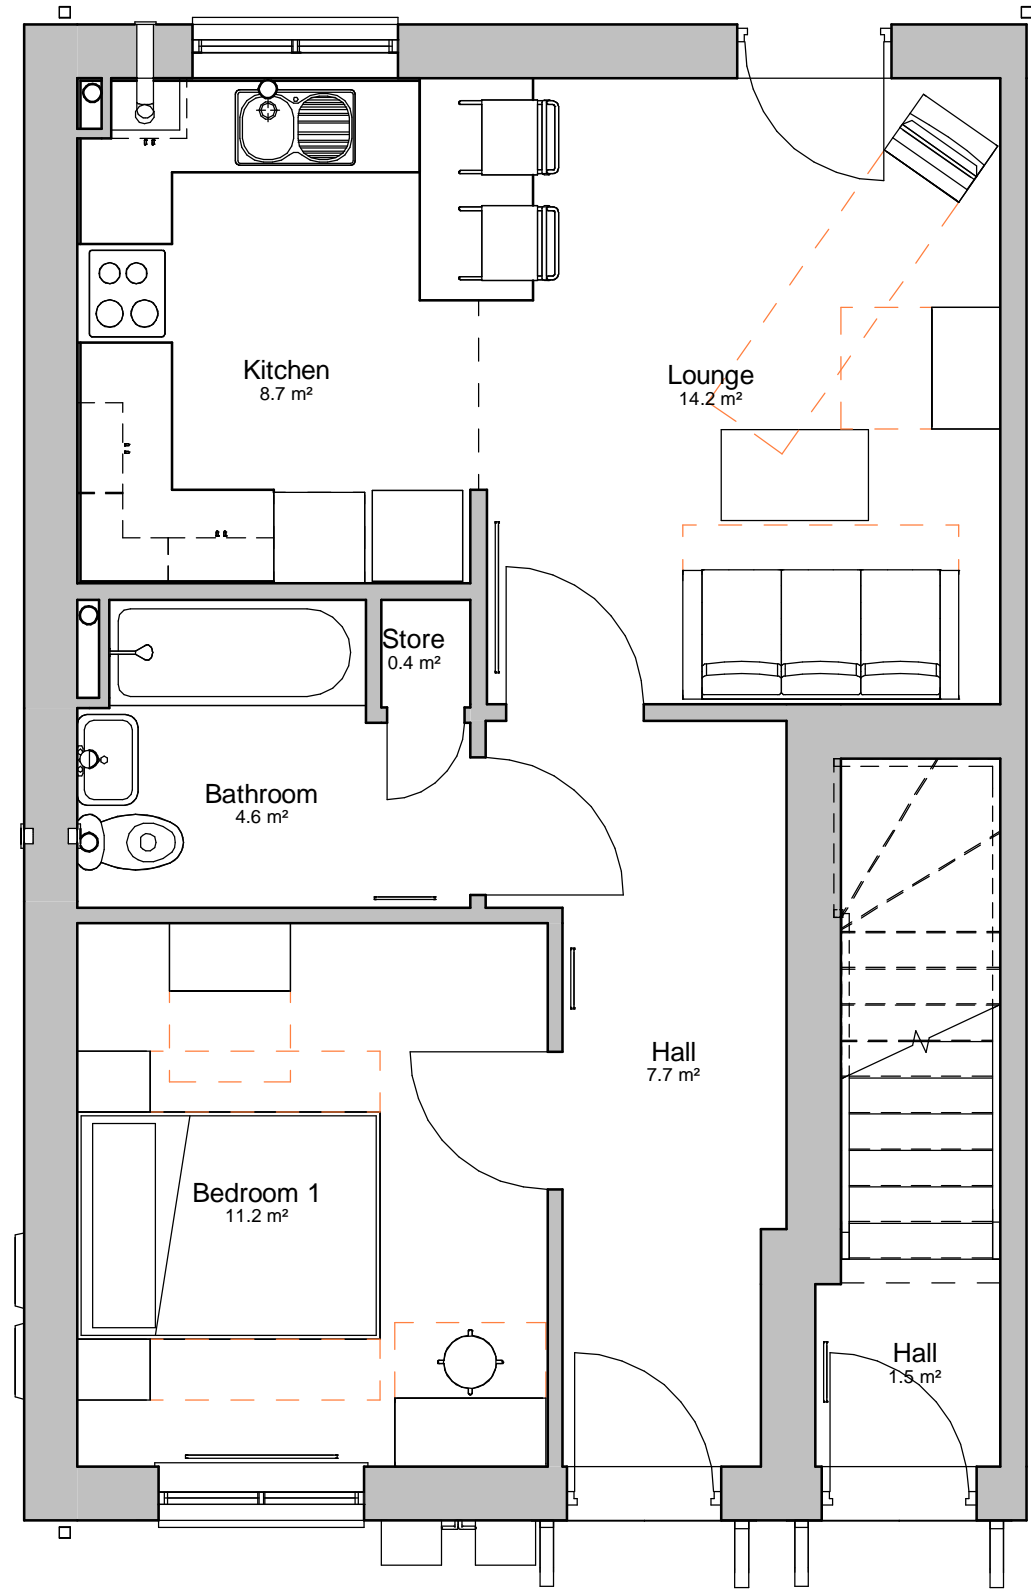 Kitchen
8.7 m²
Lounge
14.2 m²
Store
0.4 m²
Bathroom
4.6 m²
Hall
7.7 m²
Bedroom 1
11.2 m²
Hall
1.5 m²